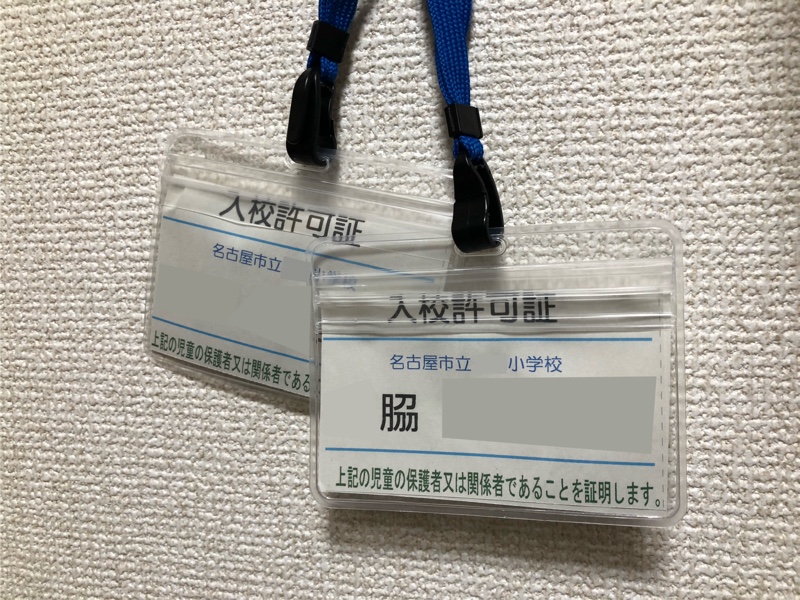 入校許可証
名古屋市立
小学校
上記の児童の保護者又は関係者である
入校許可証
名古屋市立 小学校
脇
上記の児童の保護者又は関係者であることを証明します。